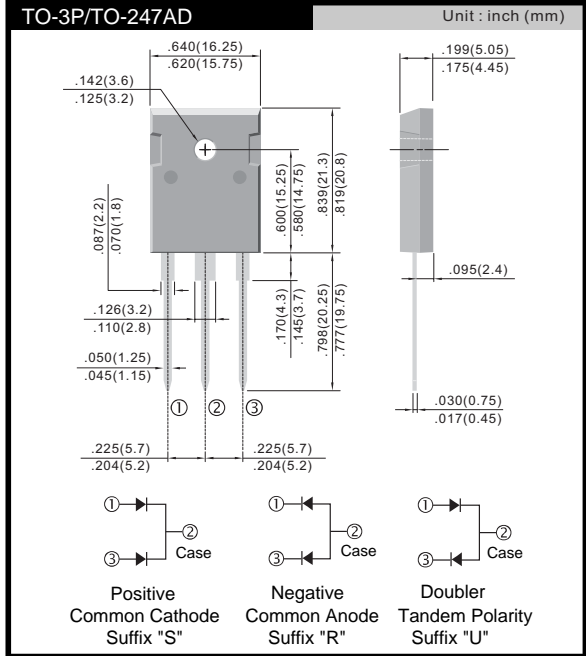 TO-3P/TO-247AD
Unit : inch (mm)
.640(16.25)
.620(15.75)
.199(5.05)
.175(4.45)
.142(3.6)
.125(3.2)
.600(15.25)
.580(14.75)
.839(21.3)
.819(20.8)
.087(2.2)
.070(1.8)
.095(2.4)
.126(3.2)
.110(2.8)
.170(4.3)
.145(3.7)
.798(20.25)
.777(19.75)
.050(1.25)
.045(1.15)
.030(0.75)
.017(0.45)
① ② ③
.225(5.7)
.204(5.2)
.225(5.7)
.204(5.2)
①
②
③
Case
Positive
Common Cathode
Suffix "S"
①
②
③
Case
Negative
Common Anode
Suffix "R"
①
②
③
Case
Doubler
Tandem Polarity
Suffix "U"